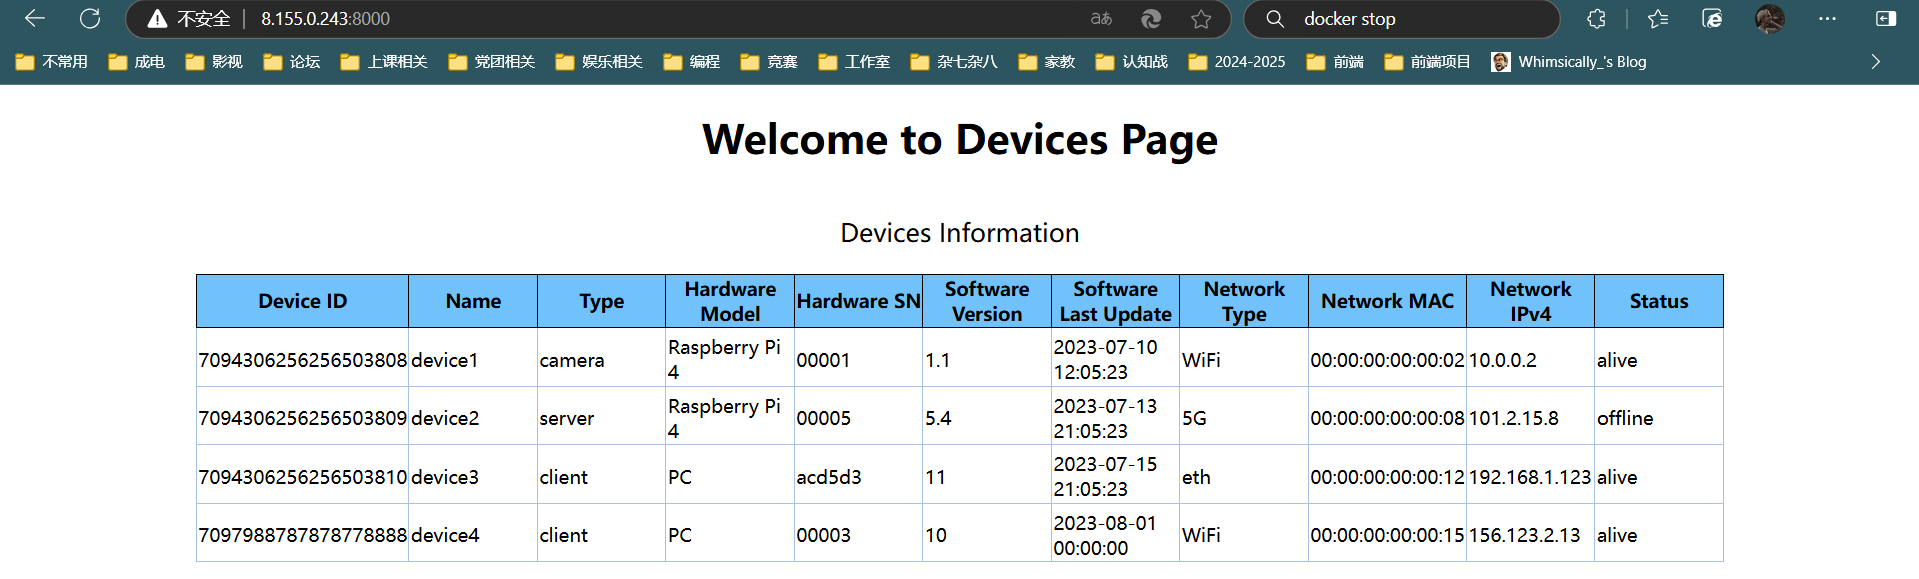 不安全 8.155.0.243:8000 aあ docker stop
不常用 成电 影视 论坛 上课相关 党团相关 娱乐相关 编程 竞赛 工作室 杂七杂八 家教 认知战 2024-2025 前端 前端项目 Whimsically_'s Blog
Welcome to Devices Page
Devices Information
Device ID Name Type Hardware Model Hardware SN Software Version Software Last Update Network Type Network MAC Network IPv4 Status
7094306256256503808 device1 camera Raspberry Pi 4 00001 1.1 2023-07-10 12:05:23 WiFi 00:00:00:00:00:02 10.0.0.2 alive
7094306256256503809 device2 server Raspberry Pi 4 00005 5.4 2023-07-13 21:05:23 5G 00:00:00:00:00:08 101.2.15.8 offline
7094306256256503810 device3 client PC acd5d3 11 2023-07-15 21:05:23 eth 00:00:00:00:00:12 192.168.1.123 alive
7097988787878778888 device4 client PC 00003 10 2023-08-01 00:00:00 WiFi 00:00:00:00:00:15 156.123.2.13 alive